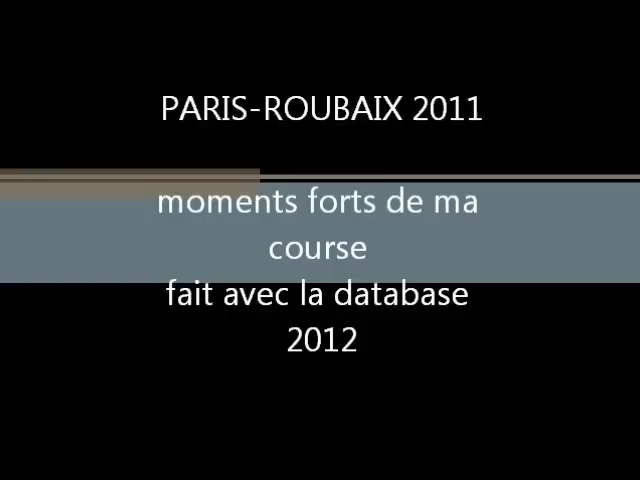 PARIS-ROUBAIX 2011
moments forts de ma
course
fait avec la database
2012